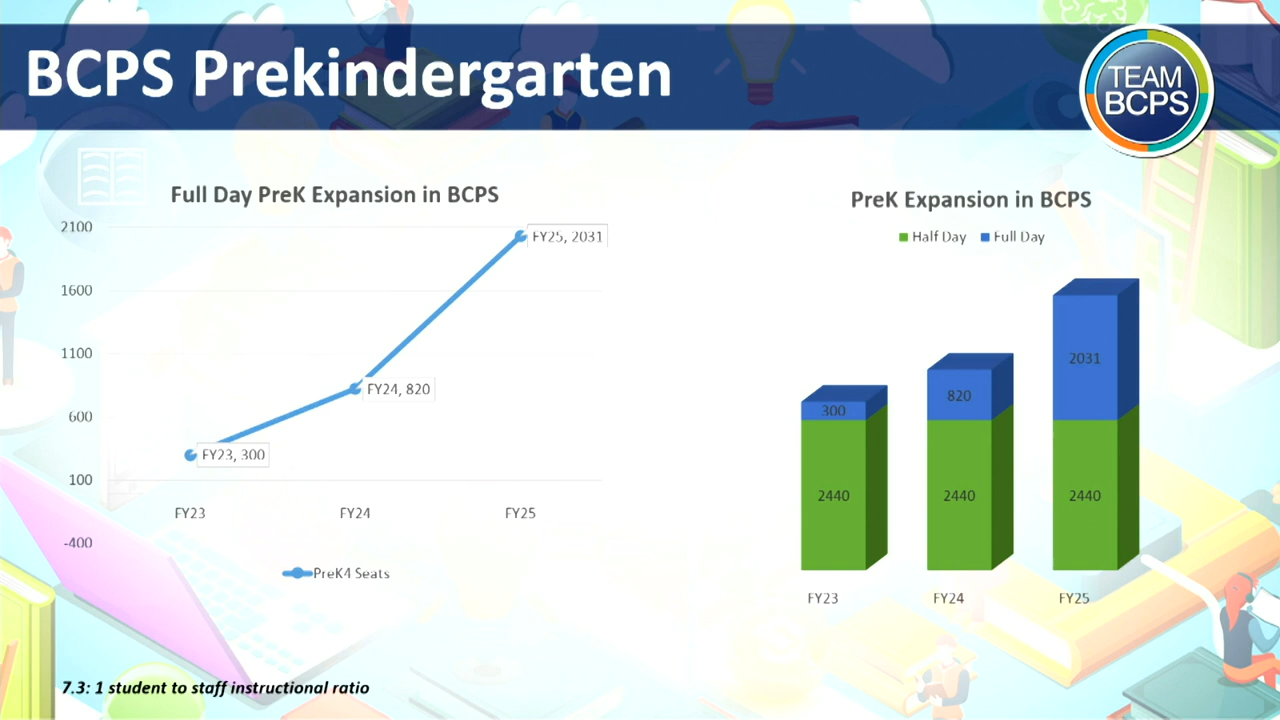 BCPS Prekindergarten
TEAM
BCPS
Full Day PreK Expansion in BCPS
2100
1600
1100
600
100
-400
FY25, 2031
FY24, 820
FY23, 300
FY23
FY24
FY25
PreK4 Seats
PreK Expansion in BCPS
Half Day
Full Day
300
820
2031
2440
2440
2440
FY23
FY24
FY25
7.3: 1 student to staff instructional ratio